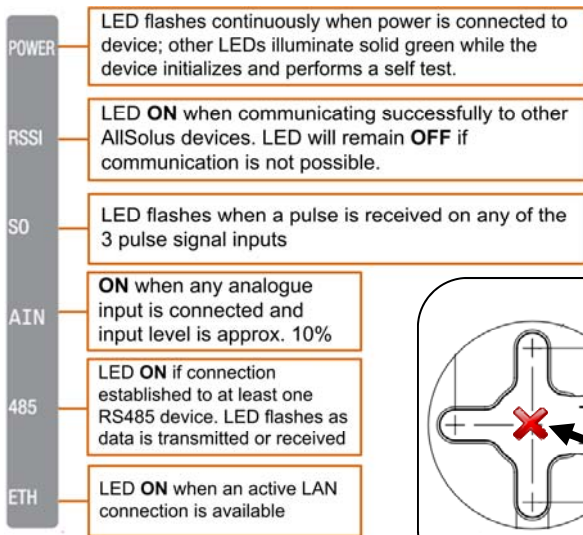 POWER
LED flashes continuously when power is connected to
device; other LEDs illuminate solid green while the
device initializes and performs a self test.
RSSI
LED ON when communicating successfully to other
AllSolus devices. LED will remain OFF if
communication is not possible.
SO
LED flashes when a pulse is received on any of the
3 pulse signal inputs
AIN
ON when any analogue
input is connected and
input level is approx. 10%
485
LED ON if connection
established to at least one
RS485 device. LED flashes as
data is transmitted or received
ETH
LED ON when an active LAN
connection is available